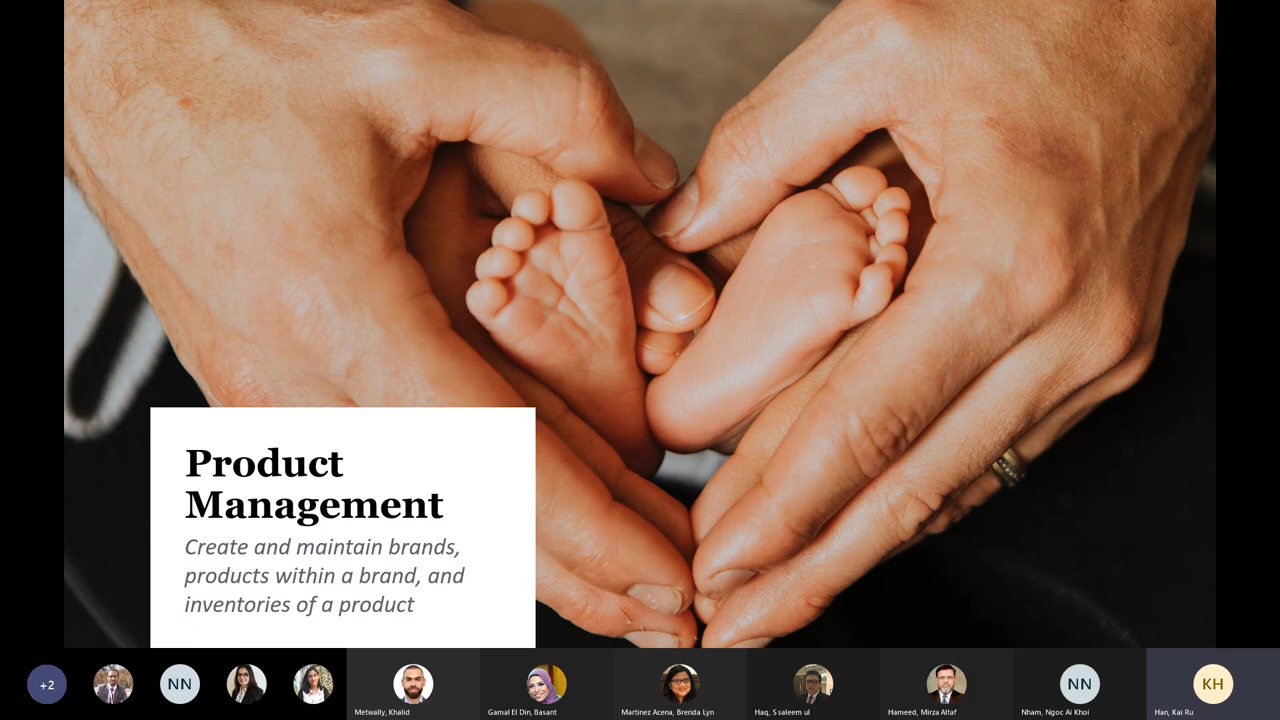 Product
Management
Create and maintain brands,
products within a brand, and
inventories of a product
+2
NN
NN
KH
Metwally, Khalid
Gamal El Din, Basant
Martinez Acena, Brenda Lyn
Haq, S saleem ul
Hameed, Mirza Altaf
Nham, Ngoc Ai Khoi
Han, Kai Ru